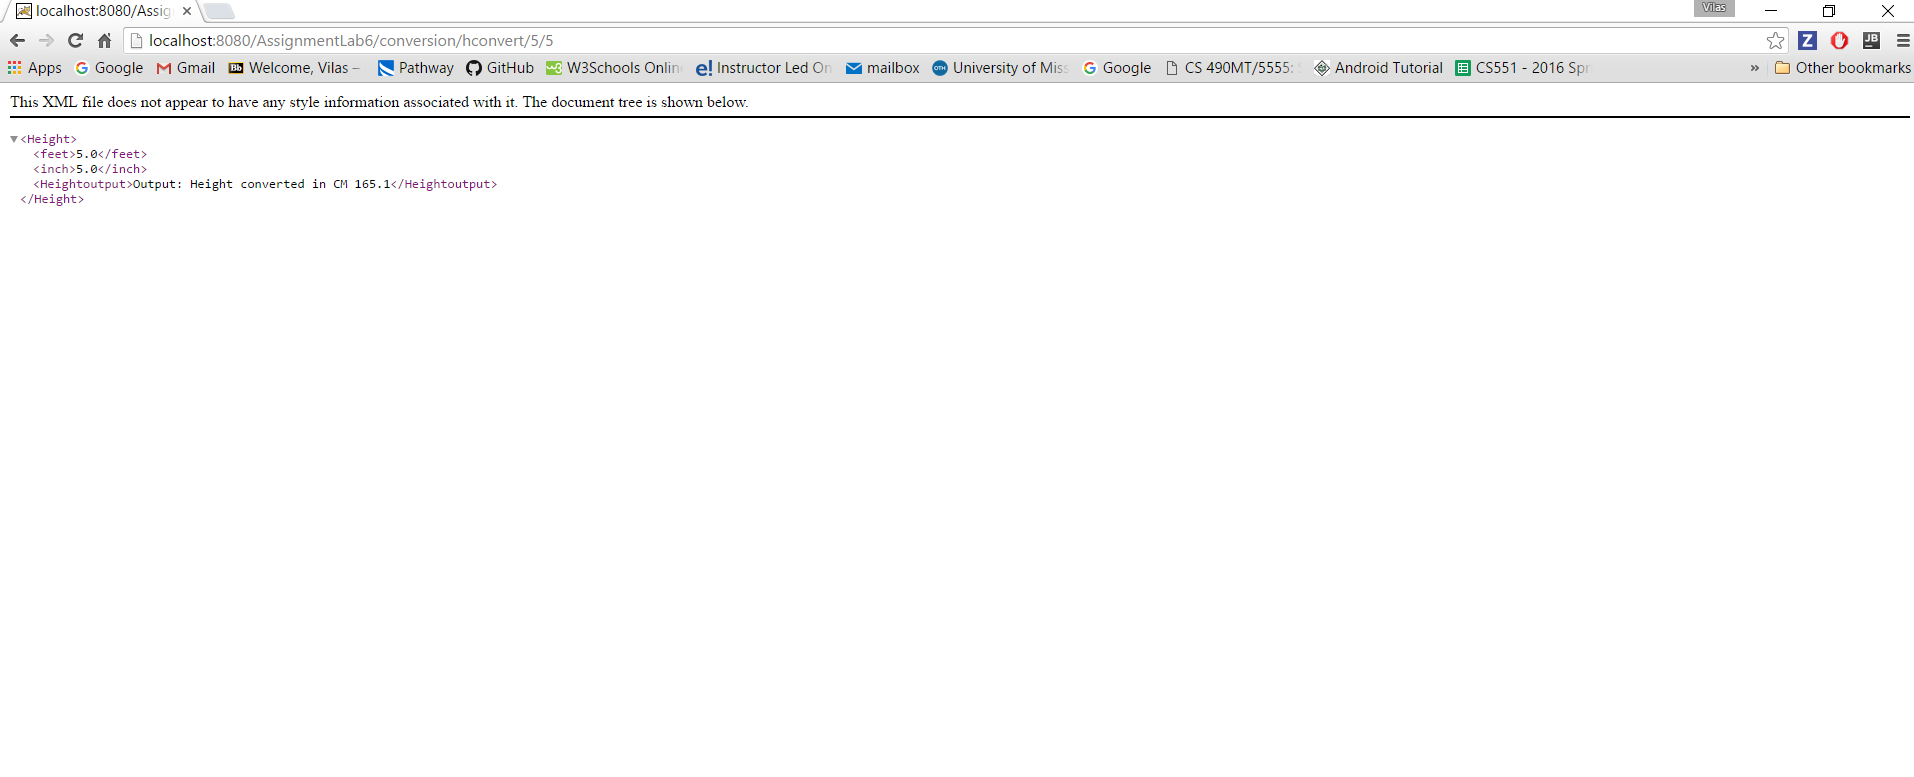 localhost:8080/Assig
Vilas
localhost:8080/AssignmentLab6/conversion/hconvert/5/5
Apps Google Gmail Welcome, Vilas – Pathway GitHub W3Schools Onlin e! Instructor Led On mailbox University of Miss Google CS 490MT/5555: Android Tutorial CS551 - 2016 Spr » Other bookmarks
This XML file does not appear to have any style information associated with it. The document tree is shown below.
▼<Height>
<feet>5.0</feet>
<inch>5.0</inch>
<Heightoutput>Output: Height converted in CM 165.1</Heightoutput>
</Height>